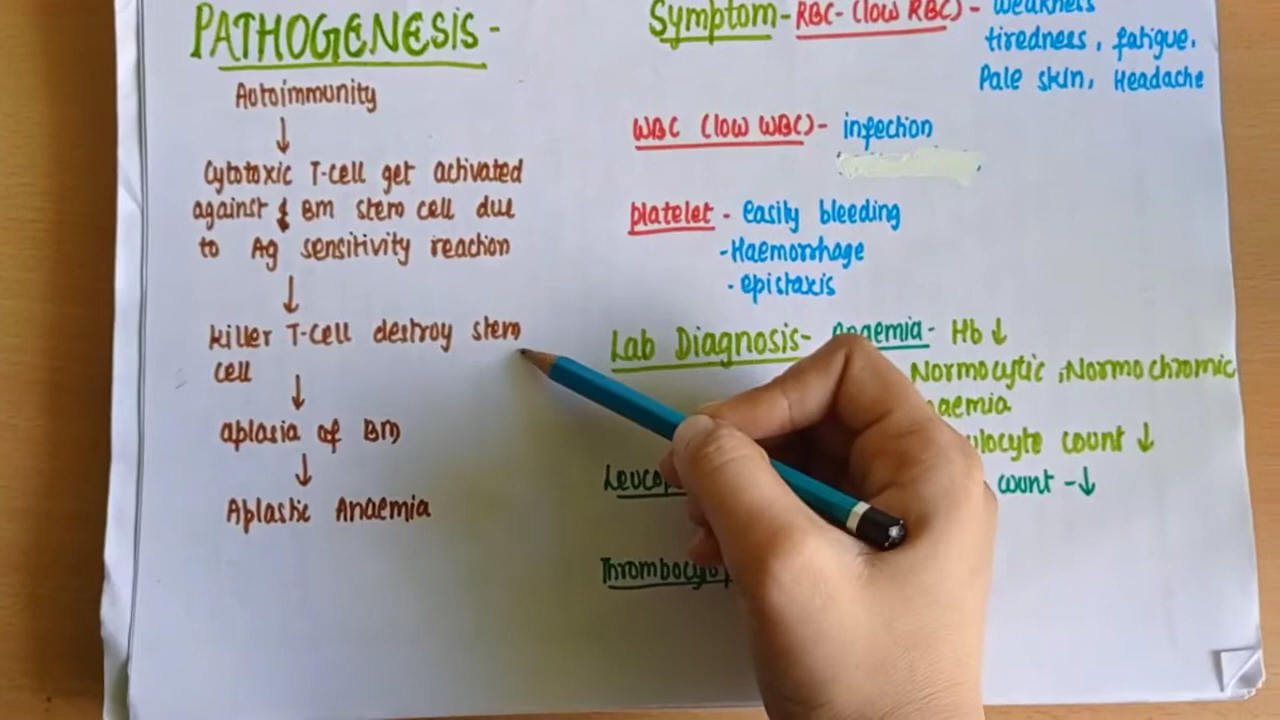 PATHOGENESIS-
Autoimmunity
↓
Cytotoxic T-cell get activated
against BM stem cell due
to Ag sensitivity reaction
↓
Killer T-cell destroy stem
cell
↓
aplasia of BM
↓
Aplastic Anaemia
Symptom- RBC- (low RBC) - weakness
tiredness, fatigue.
Pale skin, Headache
WBC (low WBC)- infection
platelet - easily bleeding
-Haemorrhage
- epistaxis
Lab Diagnosis- Anaemia- Hb ↓
Normocytic, Normochromic
count ↓
count -↓